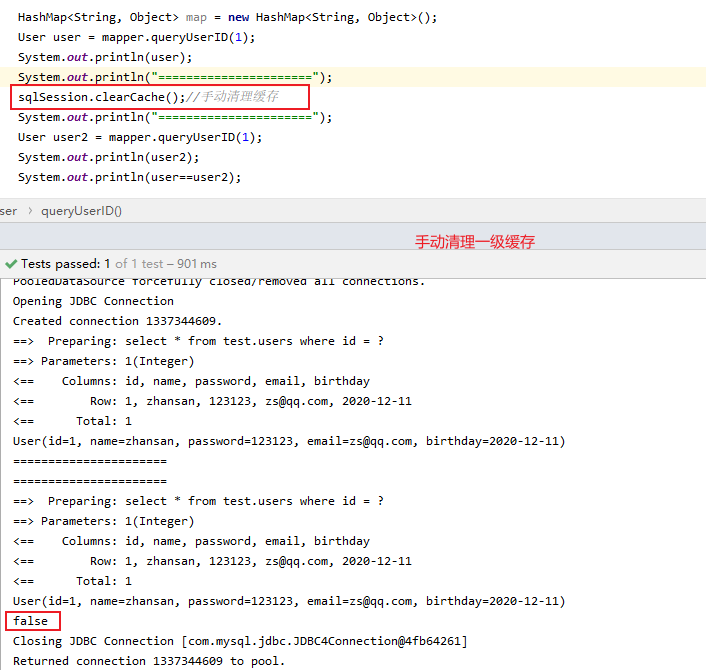 HashMap<String, Object> map = new HashMap<String, Object>();
User user = mapper.queryUserID(1);
System.out.println(user);
System.out.println("======================");
sqlSession.clearCache();//手动清理缓存
System.out.println("======================");
User user2 = mapper.queryUserID(1);
System.out.println(user2);
System.out.println(user==user2);
ser › queryUserID()
手动清理一级缓存
Tests passed: 1 of 1 test – 901 ms
PooledDataSource forcefully closed/removed all connections.
Opening JDBC Connection
Created connection 1337344609.
==>  Preparing: select * from test.users where id = ?
==> Parameters: 1(Integer)
<==    Columns: id, name, password, email, birthday
<==        Row: 1, zhansan, 123123, zs@qq.com, 2020-12-11
<==      Total: 1
User(id=1, name=zhansan, password=123123, email=zs@qq.com, birthday=2020-12-11)
======================
======================
==>  Preparing: select * from test.users where id = ?
==> Parameters: 1(Integer)
<==    Columns: id, name, password, email, birthday
<==        Row: 1, zhansan, 123123, zs@qq.com, 2020-12-11
<==      Total: 1
User(id=1, name=zhansan, password=123123, email=zs@qq.com, birthday=2020-12-11)
false
Closing JDBC Connection [com.mysql.jdbc.JDBC4Connection@4fb64261]
Returned connection 1337344609 to pool.